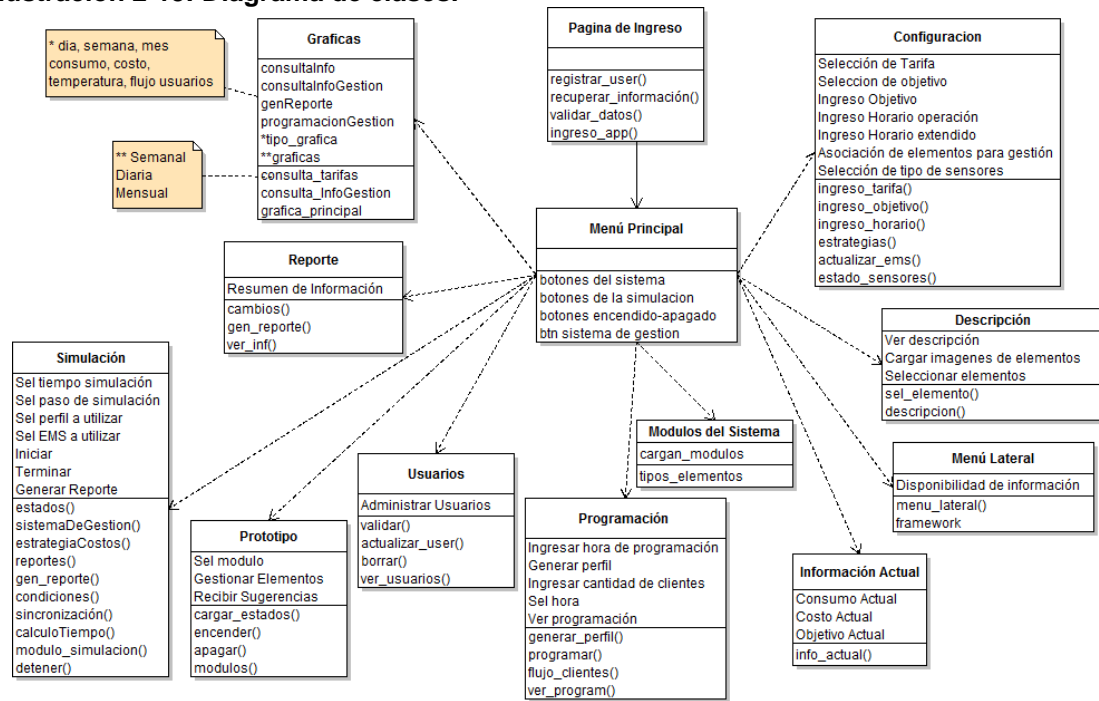 Ilustración 2-10. Diagrama de clases.
* dia, semana, mes
consumo, costo,
temperatura, flujo usuarios
** Semanal
Diaria
Mensual
Graficas
consultaInfo
consultaInfoGestion
genReporte
programacionGestion
*tipo_grafica
**graficas
consulta_tarifas
consulta_InfoGestion
grafica_principal
Pagina de Ingreso
registrar_user()
recuperar_información()
validar_datos()
ingreso_app()
Configuracion
Selección de Tarifa
Seleccion de objetivo
Ingreso Objetivo
Ingreso Horario operación
Ingreso Horario extendido
Asociación de elementos para gestión
Selección de tipo de sensores
ingreso_tarifa()
ingreso_objetivo()
ingreso_horario()
estrategias()
actualizar_ems()
estado_sensores()
Menú Principal
botones del sistema
botones de la simulacion
botones encendido-apagado
btn sistema de gestion
Reporte
Resumen de Información
cambios()
gen_reporte()
ver_inf()
Descripción
Ver descripción
Cargar imagenes de elementos
Seleccionar elementos
sel_elemento()
descripcion()
Simulación
Sel tiempo simulación
Sel paso de simulación
Sel perfil a utilizar
Sel EMS a utilizar
Iniciar
Terminar
Generar Reporte
estados()
sistemaDeGestion()
estrategiaCostos()
reportes()
gen_reporte()
condiciones()
sincronización()
calculoTiempo()
modulo_simulacion()
detener()
Prototipo
Sel modulo
Gestionar Elementos
Recibir Sugerencias
cargar_estados()
encender()
apagar()
modulos()
Usuarios
Administrar Usuarios
validar()
actualizar_user()
borrar()
ver_usuarios()
Modulos del Sistema
cargan_modulos
tipos_elementos
Programación
Ingresar hora de programación
Generar perfil
Ingresar cantidad de clientes
Sel hora
Ver programación
generar_perfil()
programar()
flujo_clientes()
ver_program()
Menú Lateral
Disponibilidad de información
menu_lateral()
framework
Información Actual
Consumo Actual
Costo Actual
Objetivo Actual
info_actual()